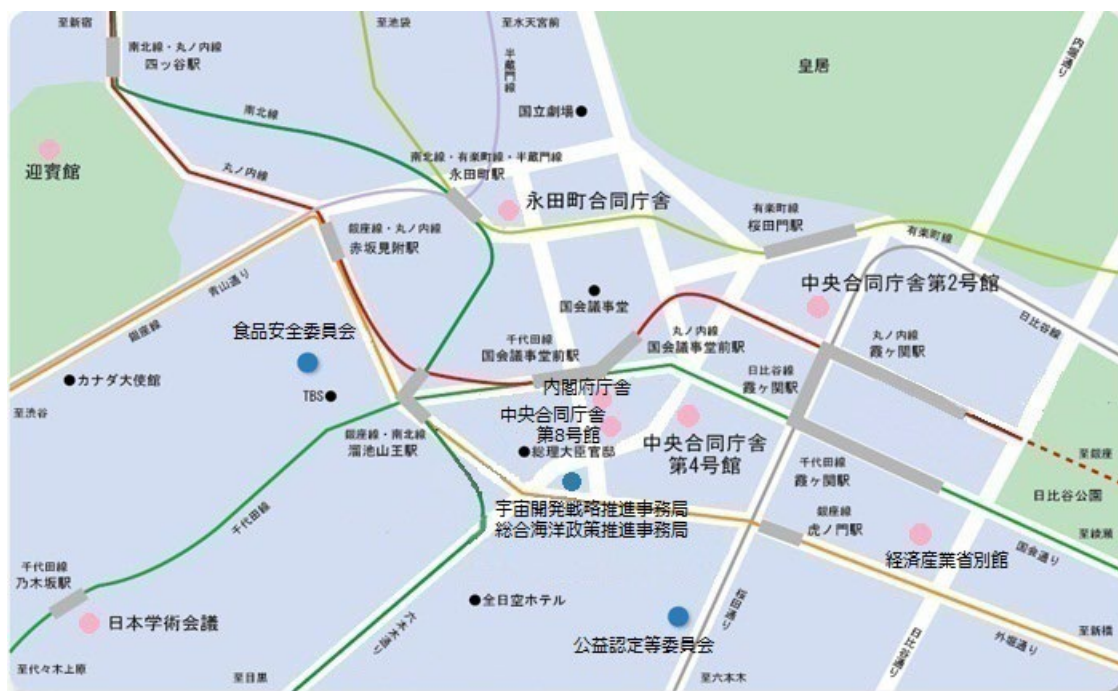 至新宿
至池袋
至水天宮前
南北線・丸ノ内線
四ッ谷駅
半蔵門線
内堀通り
皇居
南北線
国立劇場
迎賓館
丸ノ内線
南北線・有楽町線・半蔵門線
永田町駅
永田町合同庁舎
有楽町線
桜田門駅
有楽町線
銀座線・丸ノ内線
赤坂見附駅
青山通り
銀座線
国会議事堂
中央合同庁舎第2号館
日比谷線
食品安全委員会
千代田線
国会議事堂前駅
丸ノ内線
国会議事堂前駅
丸ノ内線
霞ヶ関駅
日比谷線
霞ヶ関駅
カナダ大使館
TBS
内閣府庁舎
至渋谷
中央合同庁舎
第8号館
銀座線・南北線
溜池山王駅
総理大臣官邸
中央合同庁舎
第4号館
千代田線
霞ヶ関駅
至銀座
日比谷公園
宇宙開発戦略推進事務局
総合海洋政策推進事務局
千代田線
銀座線
虎ノ門駅
至綾瀬
国会通り
経済産業省別館
千代田線
乃木坂駅
日本学術会議
全日空ホテル
六本木通り
公益認定等委員会
桜田通り
日比谷通り
外堀通り
至新橋
至代々木上原
至目黒
至六本木